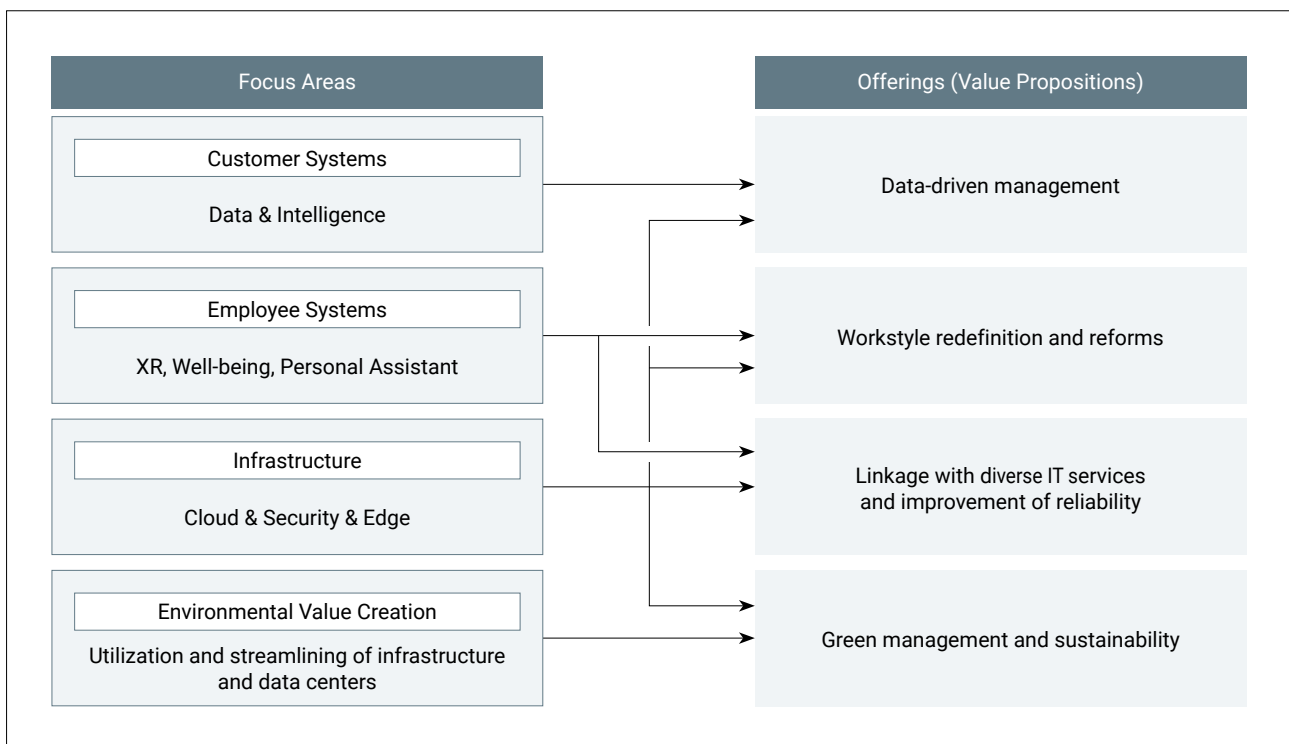 Focus Areas
Customer Systems
Data & Intelligence
Employee Systems
XR, Well-being, Personal Assistant
Infrastructure
Cloud & Security & Edge
Environmental Value Creation
Utilization and streamlining of infrastructure
and data centers
Offerings (Value Propositions)
Data-driven management
Workstyle redefinition and reforms
Linkage with diverse IT services
and improvement of reliability
Green management and sustainability